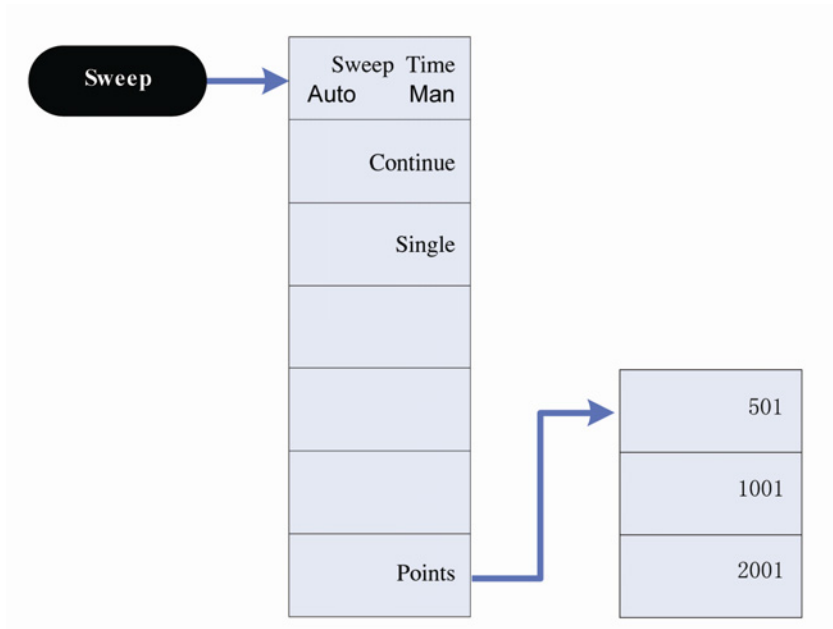 Sweep
Sweep Time
Auto Man
Continue
Single
Points
501
1001
2001